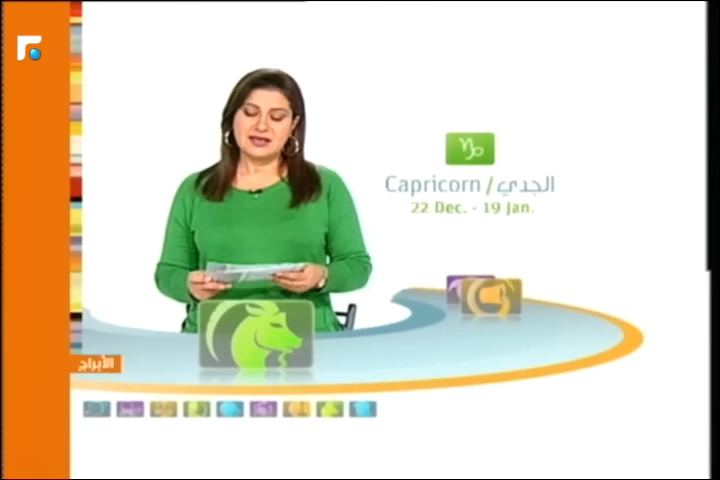 Capricorn / الجدي
22 Dec. - 19 Jan.
الأبراج